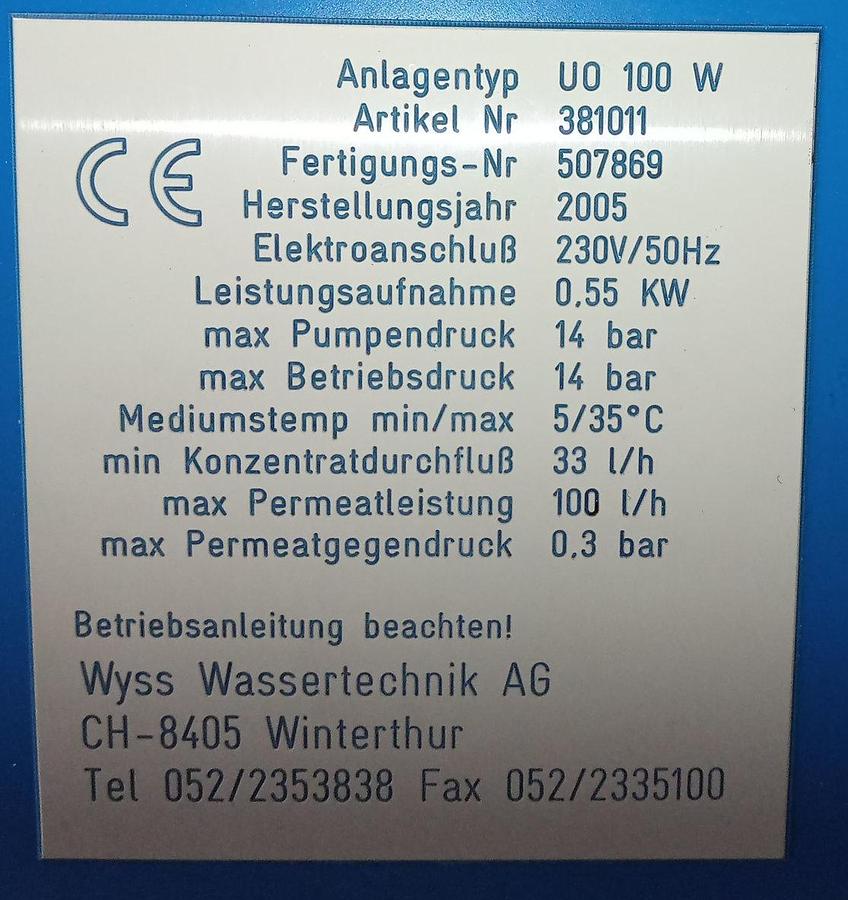 Anlagentyp UO 100 W
Artikel Nr 381011
CE
Fertigungs-Nr 507869
Herstellungsjahr 2005
Elektroanschluß 230V/50Hz
Leistungsaufnahme 0,55 KW
max Pumpendruck 14 bar
max Betriebsdruck 14 bar
Mediumstemp min/max 5/35°C
min Konzentratdurchfluß 33 l/h
max Permeatleistung 100 l/h
max Permeatgegendruck 0,3 bar
Betriebsanleitung beachten!
Wyss Wassertechnik AG
CH-8405 Winterthur
Tel 052/2353838 Fax 052/2335100